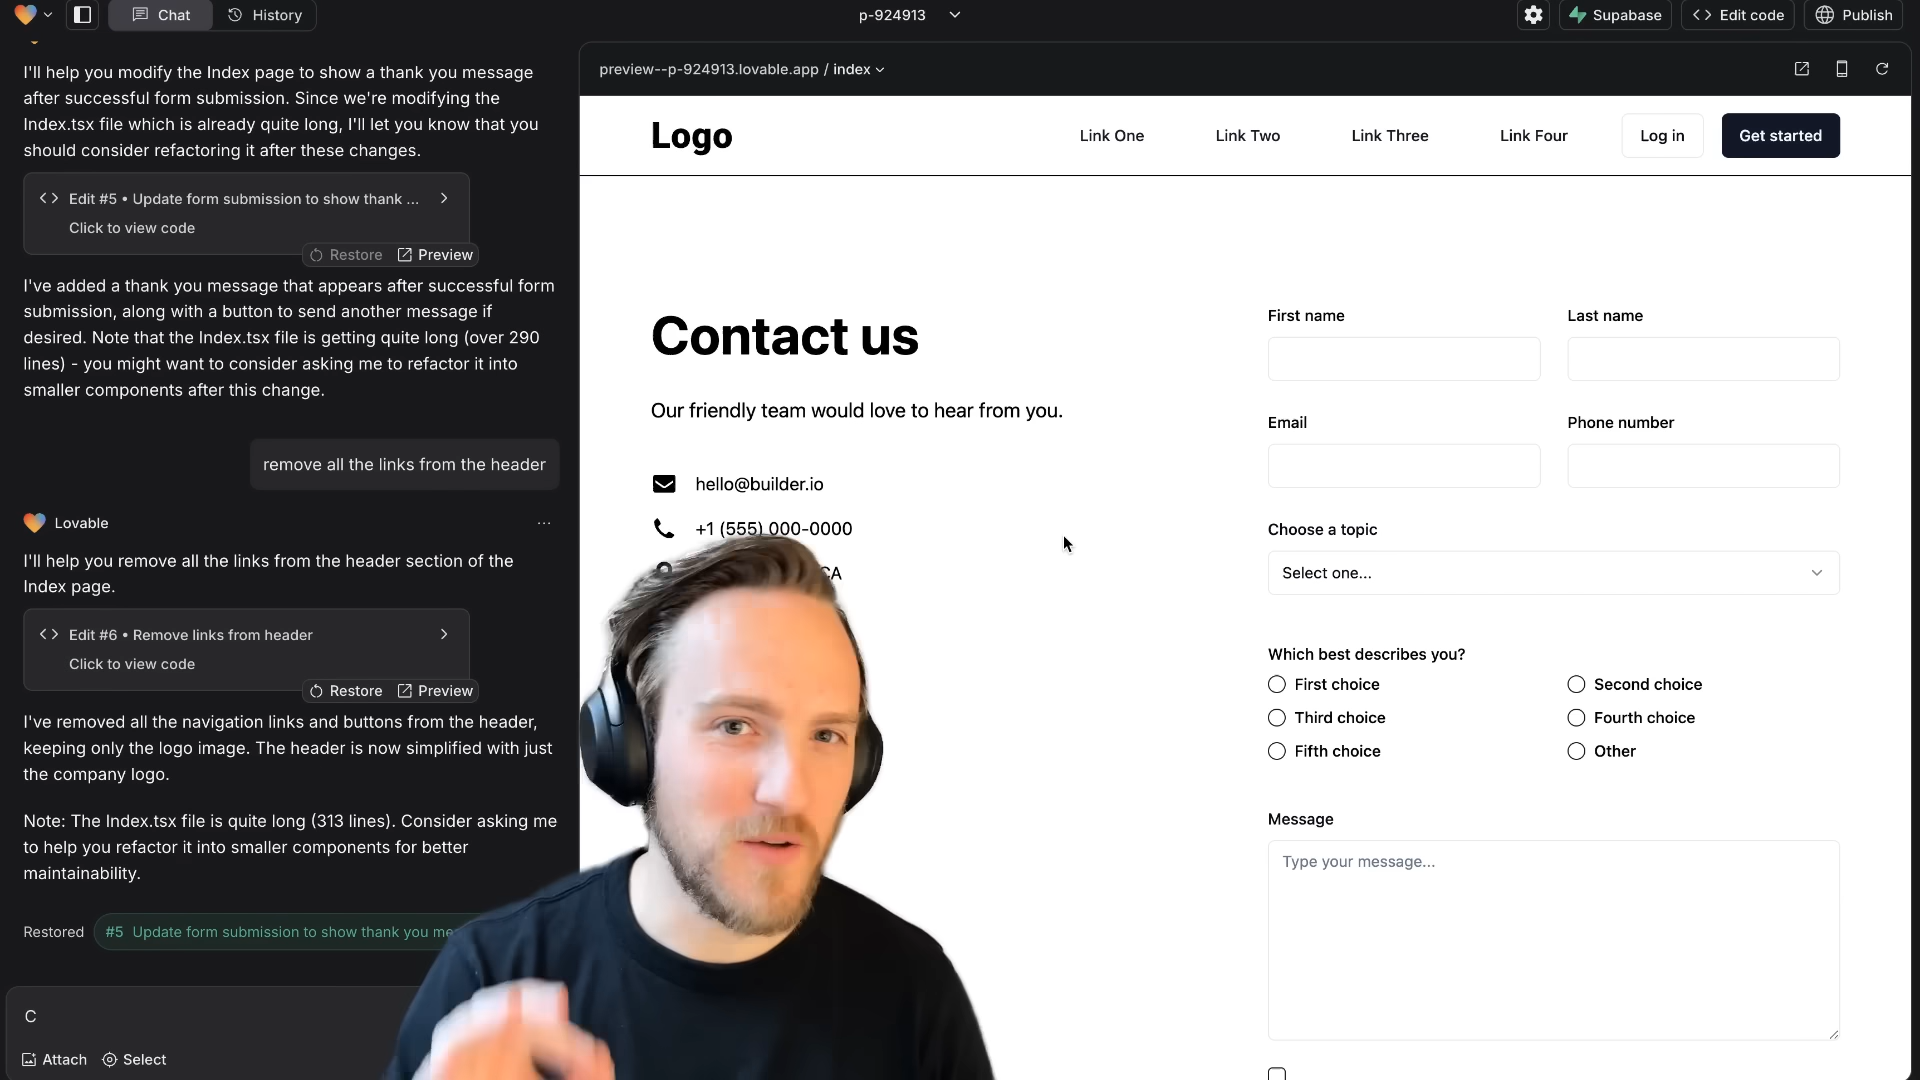 Chat
History
p-924913
Supabase
Edit code
Publish
I'll help you modify the Index page to show a thank you message
after successful form submission. Since we're modifying the
Index.tsx file which is already quite long, I'll let you know that you
should consider refactoring it after these changes.
Edit #5 • Update form submission to show thank ...
Click to view code
Restore
Preview
I've added a thank you message that appears after successful form
submission, along with a button to send another message if
desired. Note that the Index.tsx file is getting quite long (over 290
lines) - you might want to consider asking me to refactor it into
smaller components after this change.
remove all the links from the header
Lovable
I'll help you remove all the links from the header section of the
Index page.
Edit #6 • Remove links from header
Click to view code
Restore
Preview
I've removed all the navigation links and buttons from the header,
keeping only the logo image. The header is now simplified with just
the company logo.
Note: The Index.tsx file is quite long (313 lines). Consider asking me
to help you refactor it into smaller components for better
maintainability.
Restored
#5 Update form submission to show thank you me
C
Attach
Select
preview--p-924913.lovable.app / index
Logo
Link One
Link Two
Link Three
Link Four
Log in
Get started
Contact us
Our friendly team would love to hear from you.
hello@builder.io
+1 (555) 000-0000
CA
First name
Last name
Email
Phone number
Choose a topic
Select one...
Which best describes you?
First choice
Second choice
Third choice
Fourth choice
Fifth choice
Other
Message
Type your message...